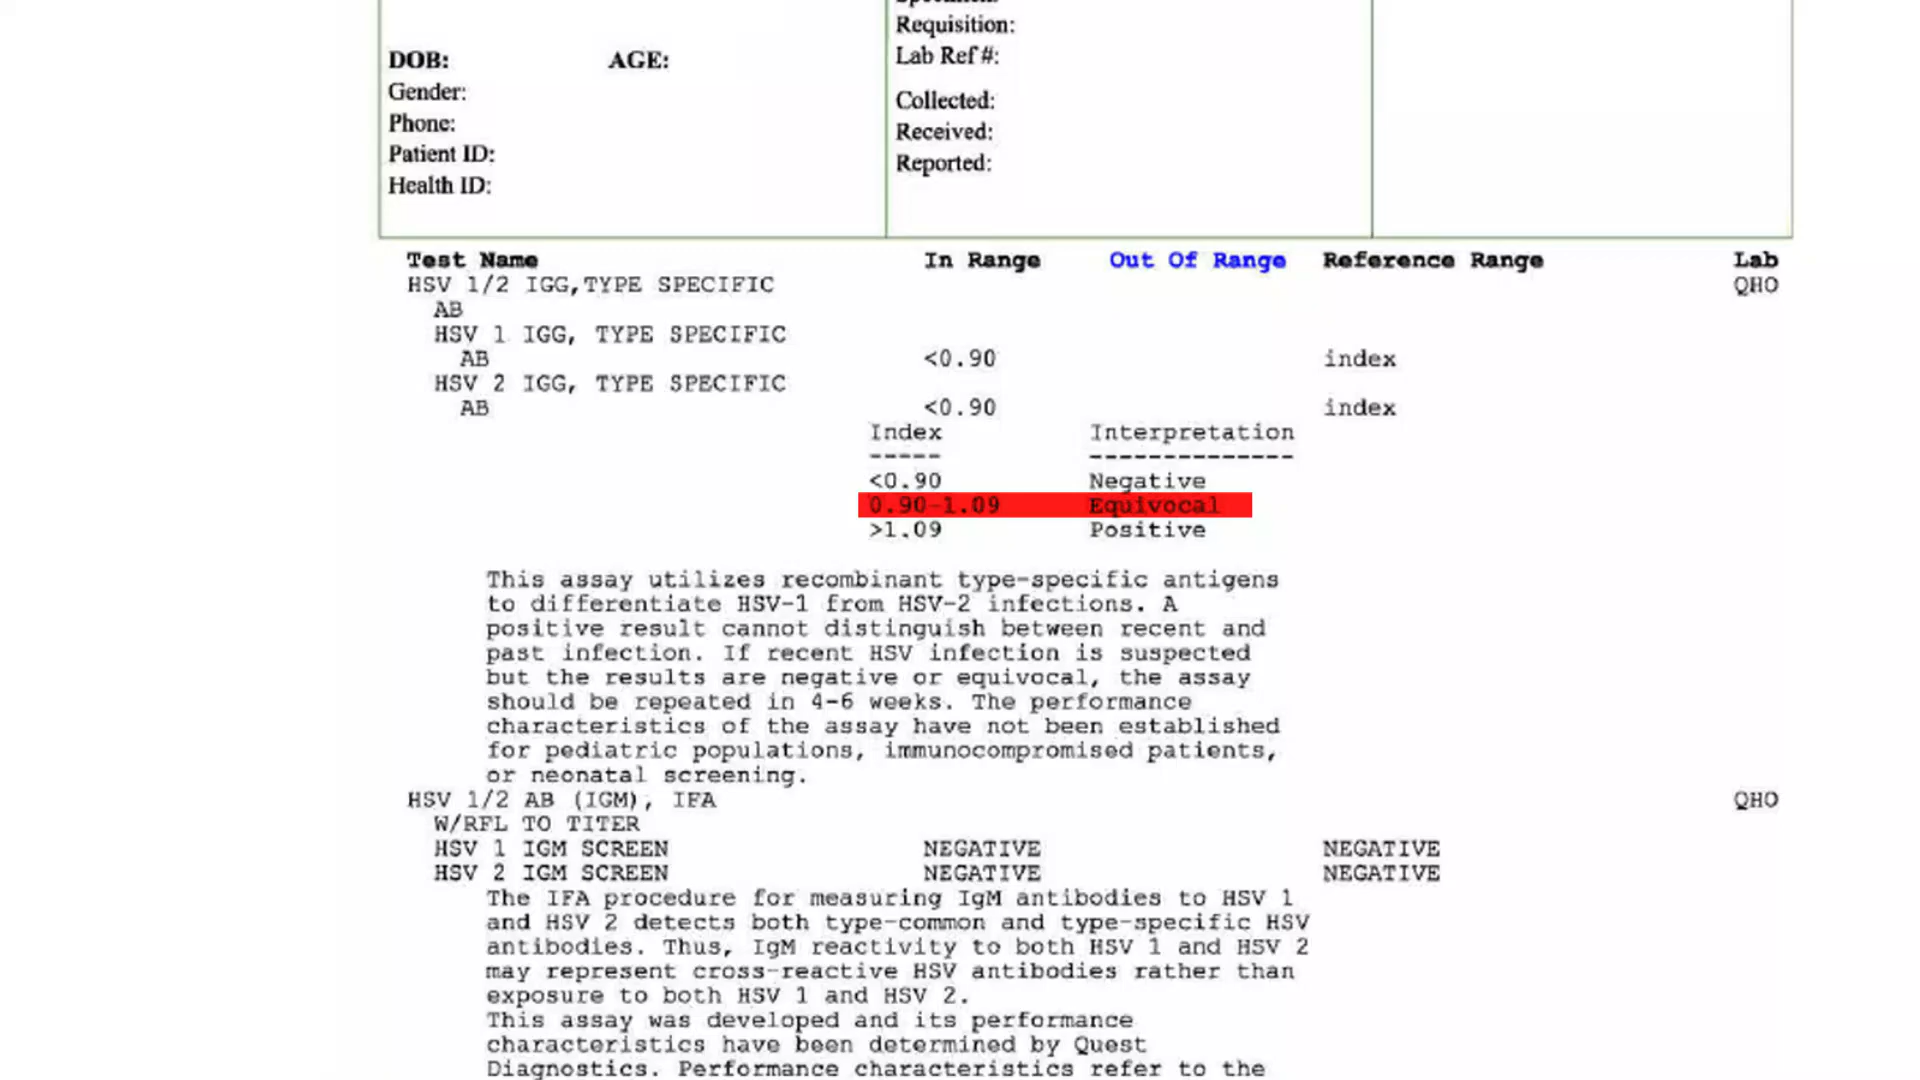 Requisition:
DOB: AGE: Lab Ref #:
Gender:
Collected:
Phone:
Received:
Patient ID:
Reported:
Health ID:
Test Name In Range Out Of Range Reference Range Lab
HSV 1/2 IGG,TYPE SPECIFIC QHO
AB
HSV 1 IGG, TYPE SPECIFIC
AB <0.90 index
HSV 2 IGG, TYPE SPECIFIC
AB <0.90 index
Index Interpretation
----- --------------
<0.90 Negative
0.90-1.09 Equivocal
>1.09 Positive
This assay utilizes recombinant type-specific antigens
to differentiate HSV-1 from HSV-2 infections. A
positive result cannot distinguish between recent and
past infection. If recent HSV infection is suspected
but the results are negative or equivocal, the assay
should be repeated in 4-6 weeks. The performance
characteristics of the assay have not been established
for pediatric populations, immunocompromised patients,
or neonatal screening.
HSV 1/2 AB (IGM), IFA QHO
W/RFL TO TITER
HSV 1 IGM SCREEN NEGATIVE NEGATIVE
HSV 2 IGM SCREEN NEGATIVE NEGATIVE
The IFA procedure for measuring IgM antibodies to HSV 1
and HSV 2 detects both type-common and type-specific HSV
antibodies. Thus, IgM reactivity to both HSV 1 and HSV 2
may represent cross-reactive HSV antibodies rather than
exposure to both HSV 1 and HSV 2.
This assay was developed and its performance
characteristics have been determined by Quest
Diagnostics. Performance characteristics refer to the